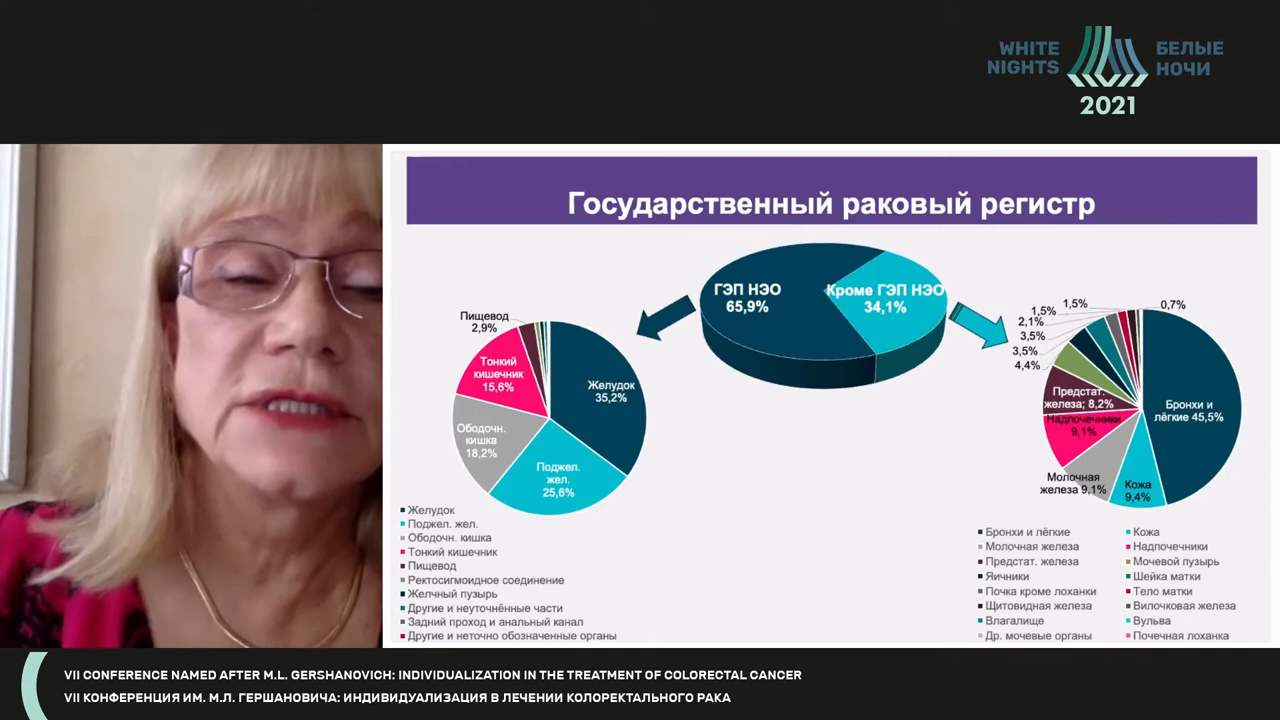 WHITE
NIGHTS
БЕЛЫЕ
НОЧИ
2021
Государственный раковый регистр
ГЭП НЭО
65,9%
Кроме ГЭП НЭО
34,1%
Пищевод
2,9%
Тонкий
кишечник
15,6%
Желудок
35,2%
Ободочн.
кишка
18,2%
Поджел.
жел.
25,6%
Желудок
Поджел. жел.
Ободочн. кишка
Тонкий кишечник
Пищевод
Ректосигмоидное соединение
Желчный пузырь
Другие и неуточнённые части
Задний проход и анальный канал
Другие и неточно обозначенные органы
1,5%
0,7%
1,5%
2,1%
3,5%
3,5%
4,4%
Предстат.
железа; 8,2%
Надпочечники
9,1%
Бронхи и
лёгкие 45,5%
Молочная
железа 9,1%
Кожа
9,4%
Бронхи и лёгкие
Кожа
Молочная железа
Надпочечники
Предстат. железа
Мочевой пузырь
Яичники
Шейка матки
Почка кроме лоханки
Тело матки
Щитовидная железа
Вилочковая железа
Влагалище
Вульва
Др. мочевые органы
Почечная лоханка
VII CONFERENCE NAMED AFTER M.L. GERSHANOVICH: INDIVIDUALIZATION IN THE TREATMENT OF COLORECTAL CANCER
VII КОНФЕРЕНЦИЯ ИМ. М.Л. ГЕРШАНОВИЧА: ИНДИВИДУАЛИЗАЦИЯ В ЛЕЧЕНИИ КОЛОРЕКТАЛЬНОГО РАКА